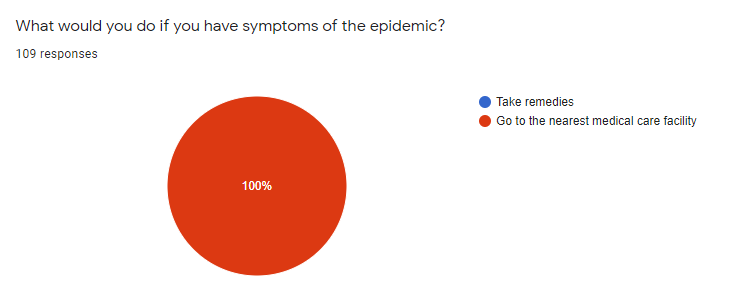 What would you do if you have symptoms of the epidemic?
109 responses
Take remedies
Go to the nearest medical care facility
100%